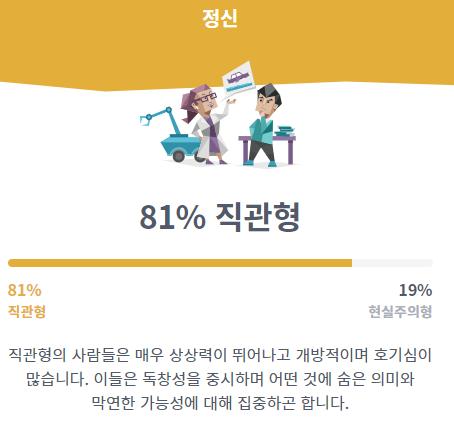 정신
81% 직관형
81% 19%
직관형 현실주의형
직관형의 사람들은 매우 상상력이 뛰어나고 개방적이며 호기심이
많습니다. 이들은 독창성을 중시하며 어떤 것에 숨은 의미와
막연한 가능성에 대해 집중하곤 합니다.